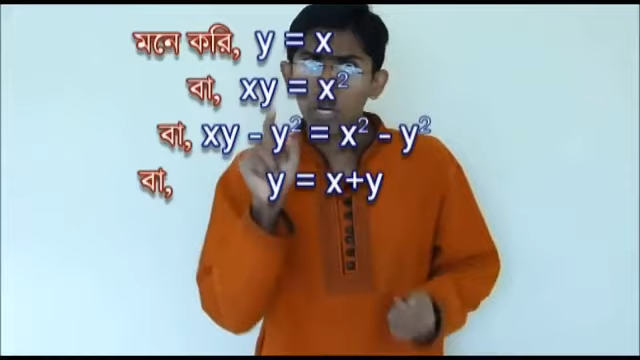 মনে করি, y = x
বা, xy = x²
বা, xy - y² = x² - y²
বা, y = x+y